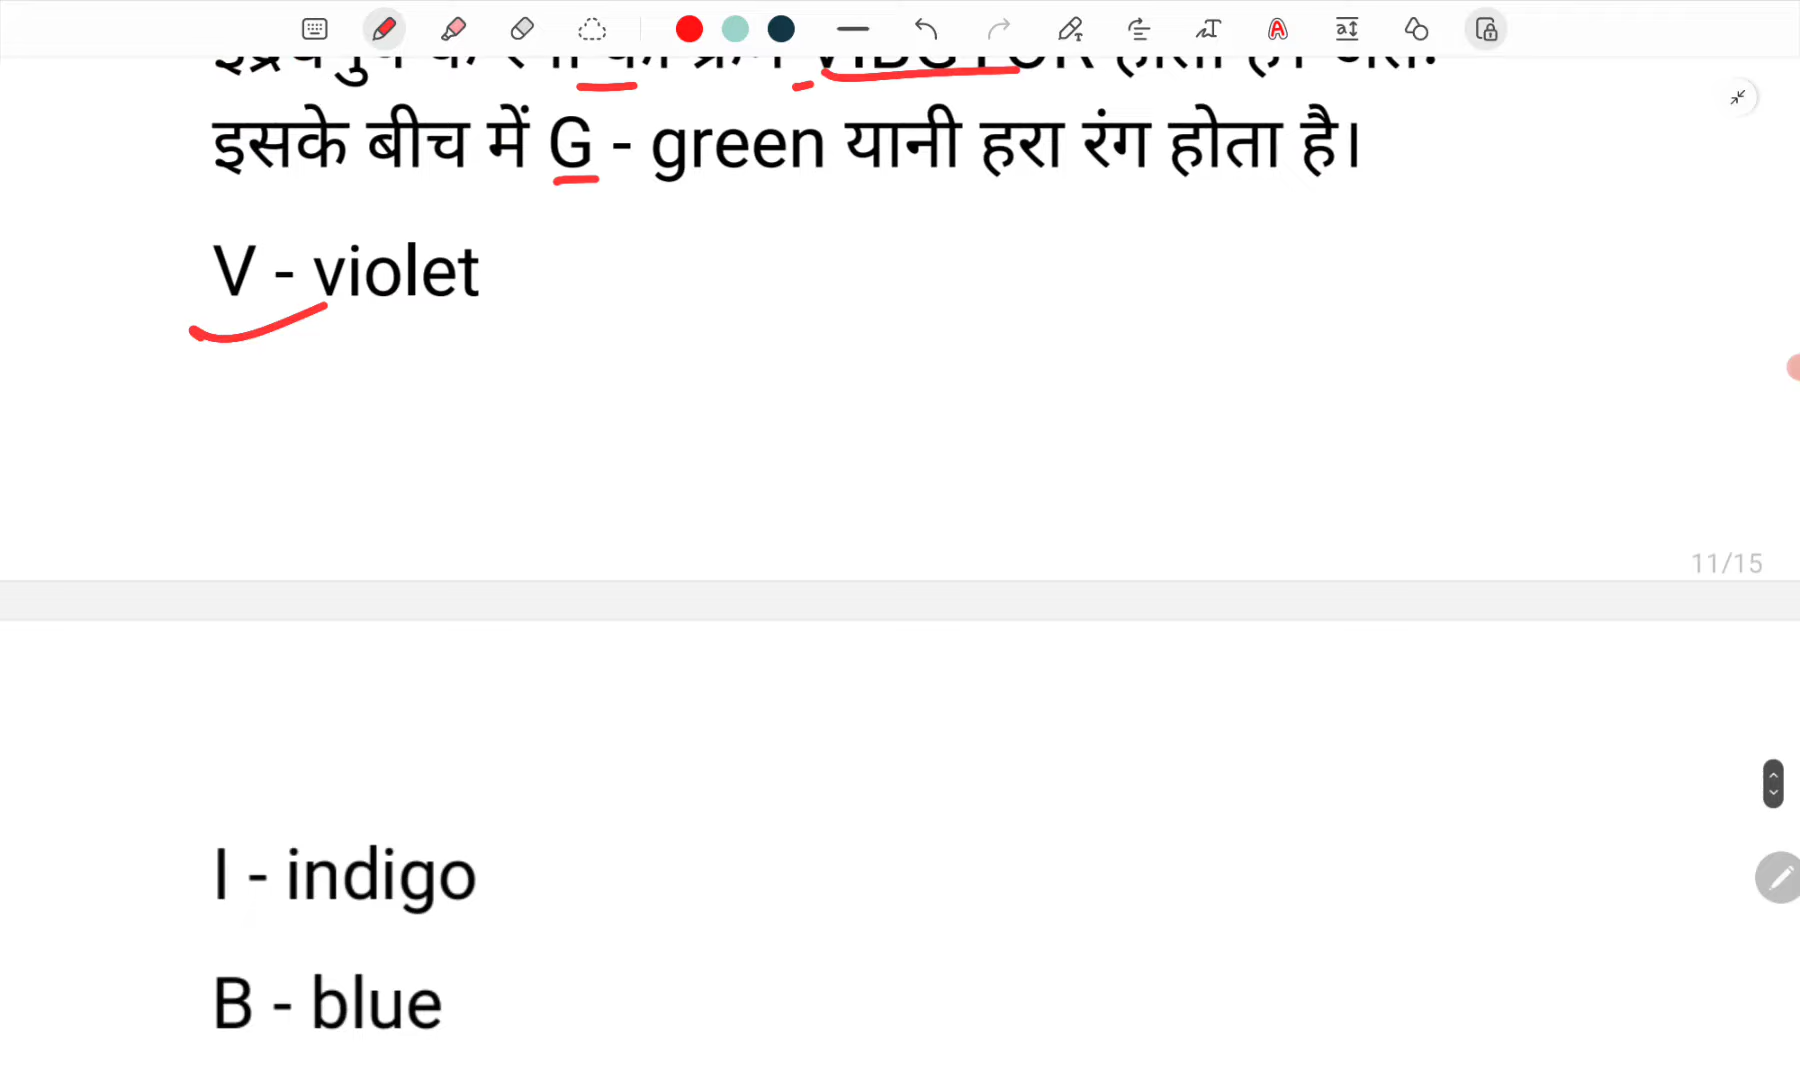 इसके बीच में G - green यानी हरा रंग होता है।
V - violet
11/15
I - indigo
B - blue